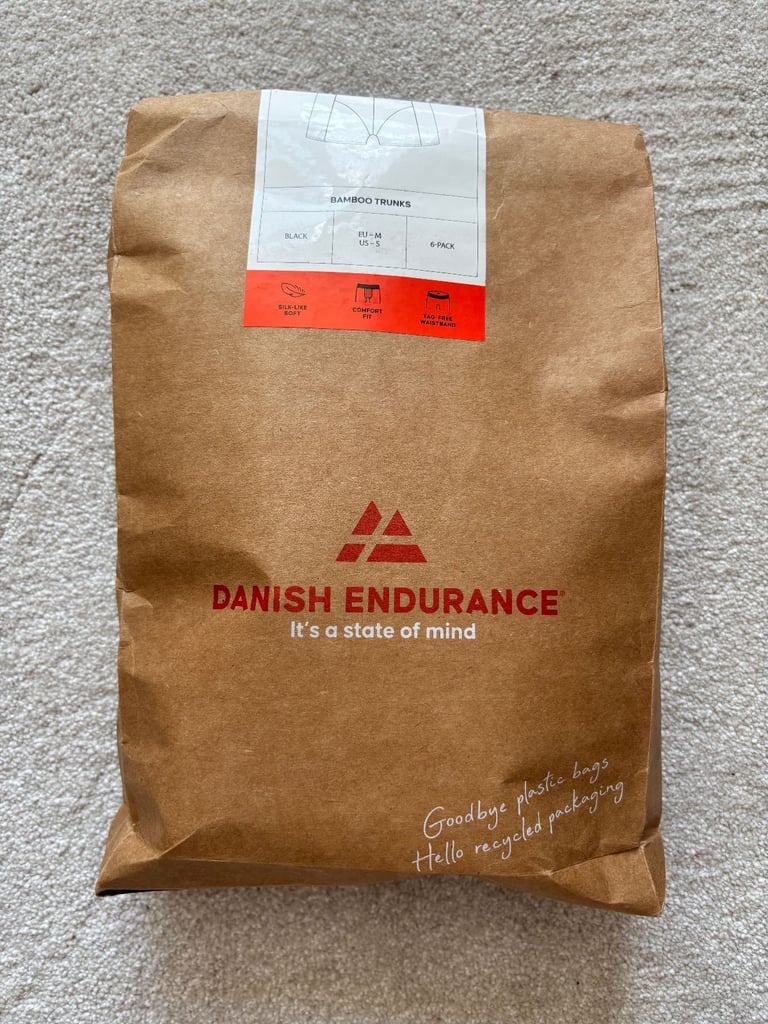 BAMBOO TRUNKS
BLACK
EU – M
US – S
6-PACK
SILK-LIKE
SOFT
COMFORT
FIT
TAG-FREE
WAISTBAND
DANISH ENDURANCE®
It's a state of mind
Goodbye plastic bags
Hello recycled packaging